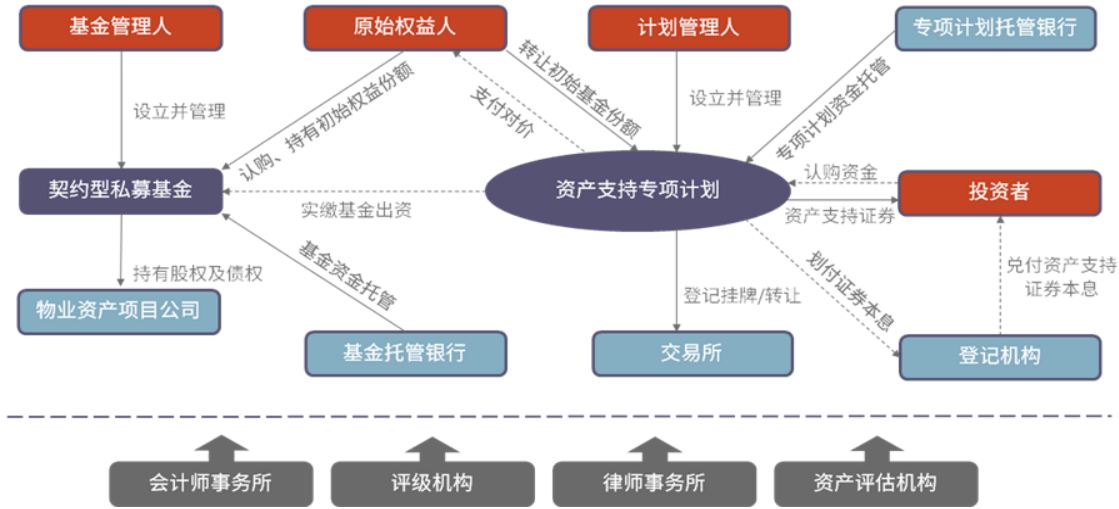 基金管理人
原始权益人
计划管理人
专项计划托管银行
设立并管理
认购、持有初始权益份额
支付对价
转让初始基金份额
设立并管理
专项计划资金托管
契约型私募基金
实缴基金出资
资产支持专项计划
认购资金
资产支持证券
投资者
持有股权及债权
基金资金托管
登记挂牌/转让
划付证券本息
兑付资产支持
证券本息
物业资产项目公司
基金托管银行
交易所
登记机构
会计师事务所
评级机构
律师事务所
资产评估机构